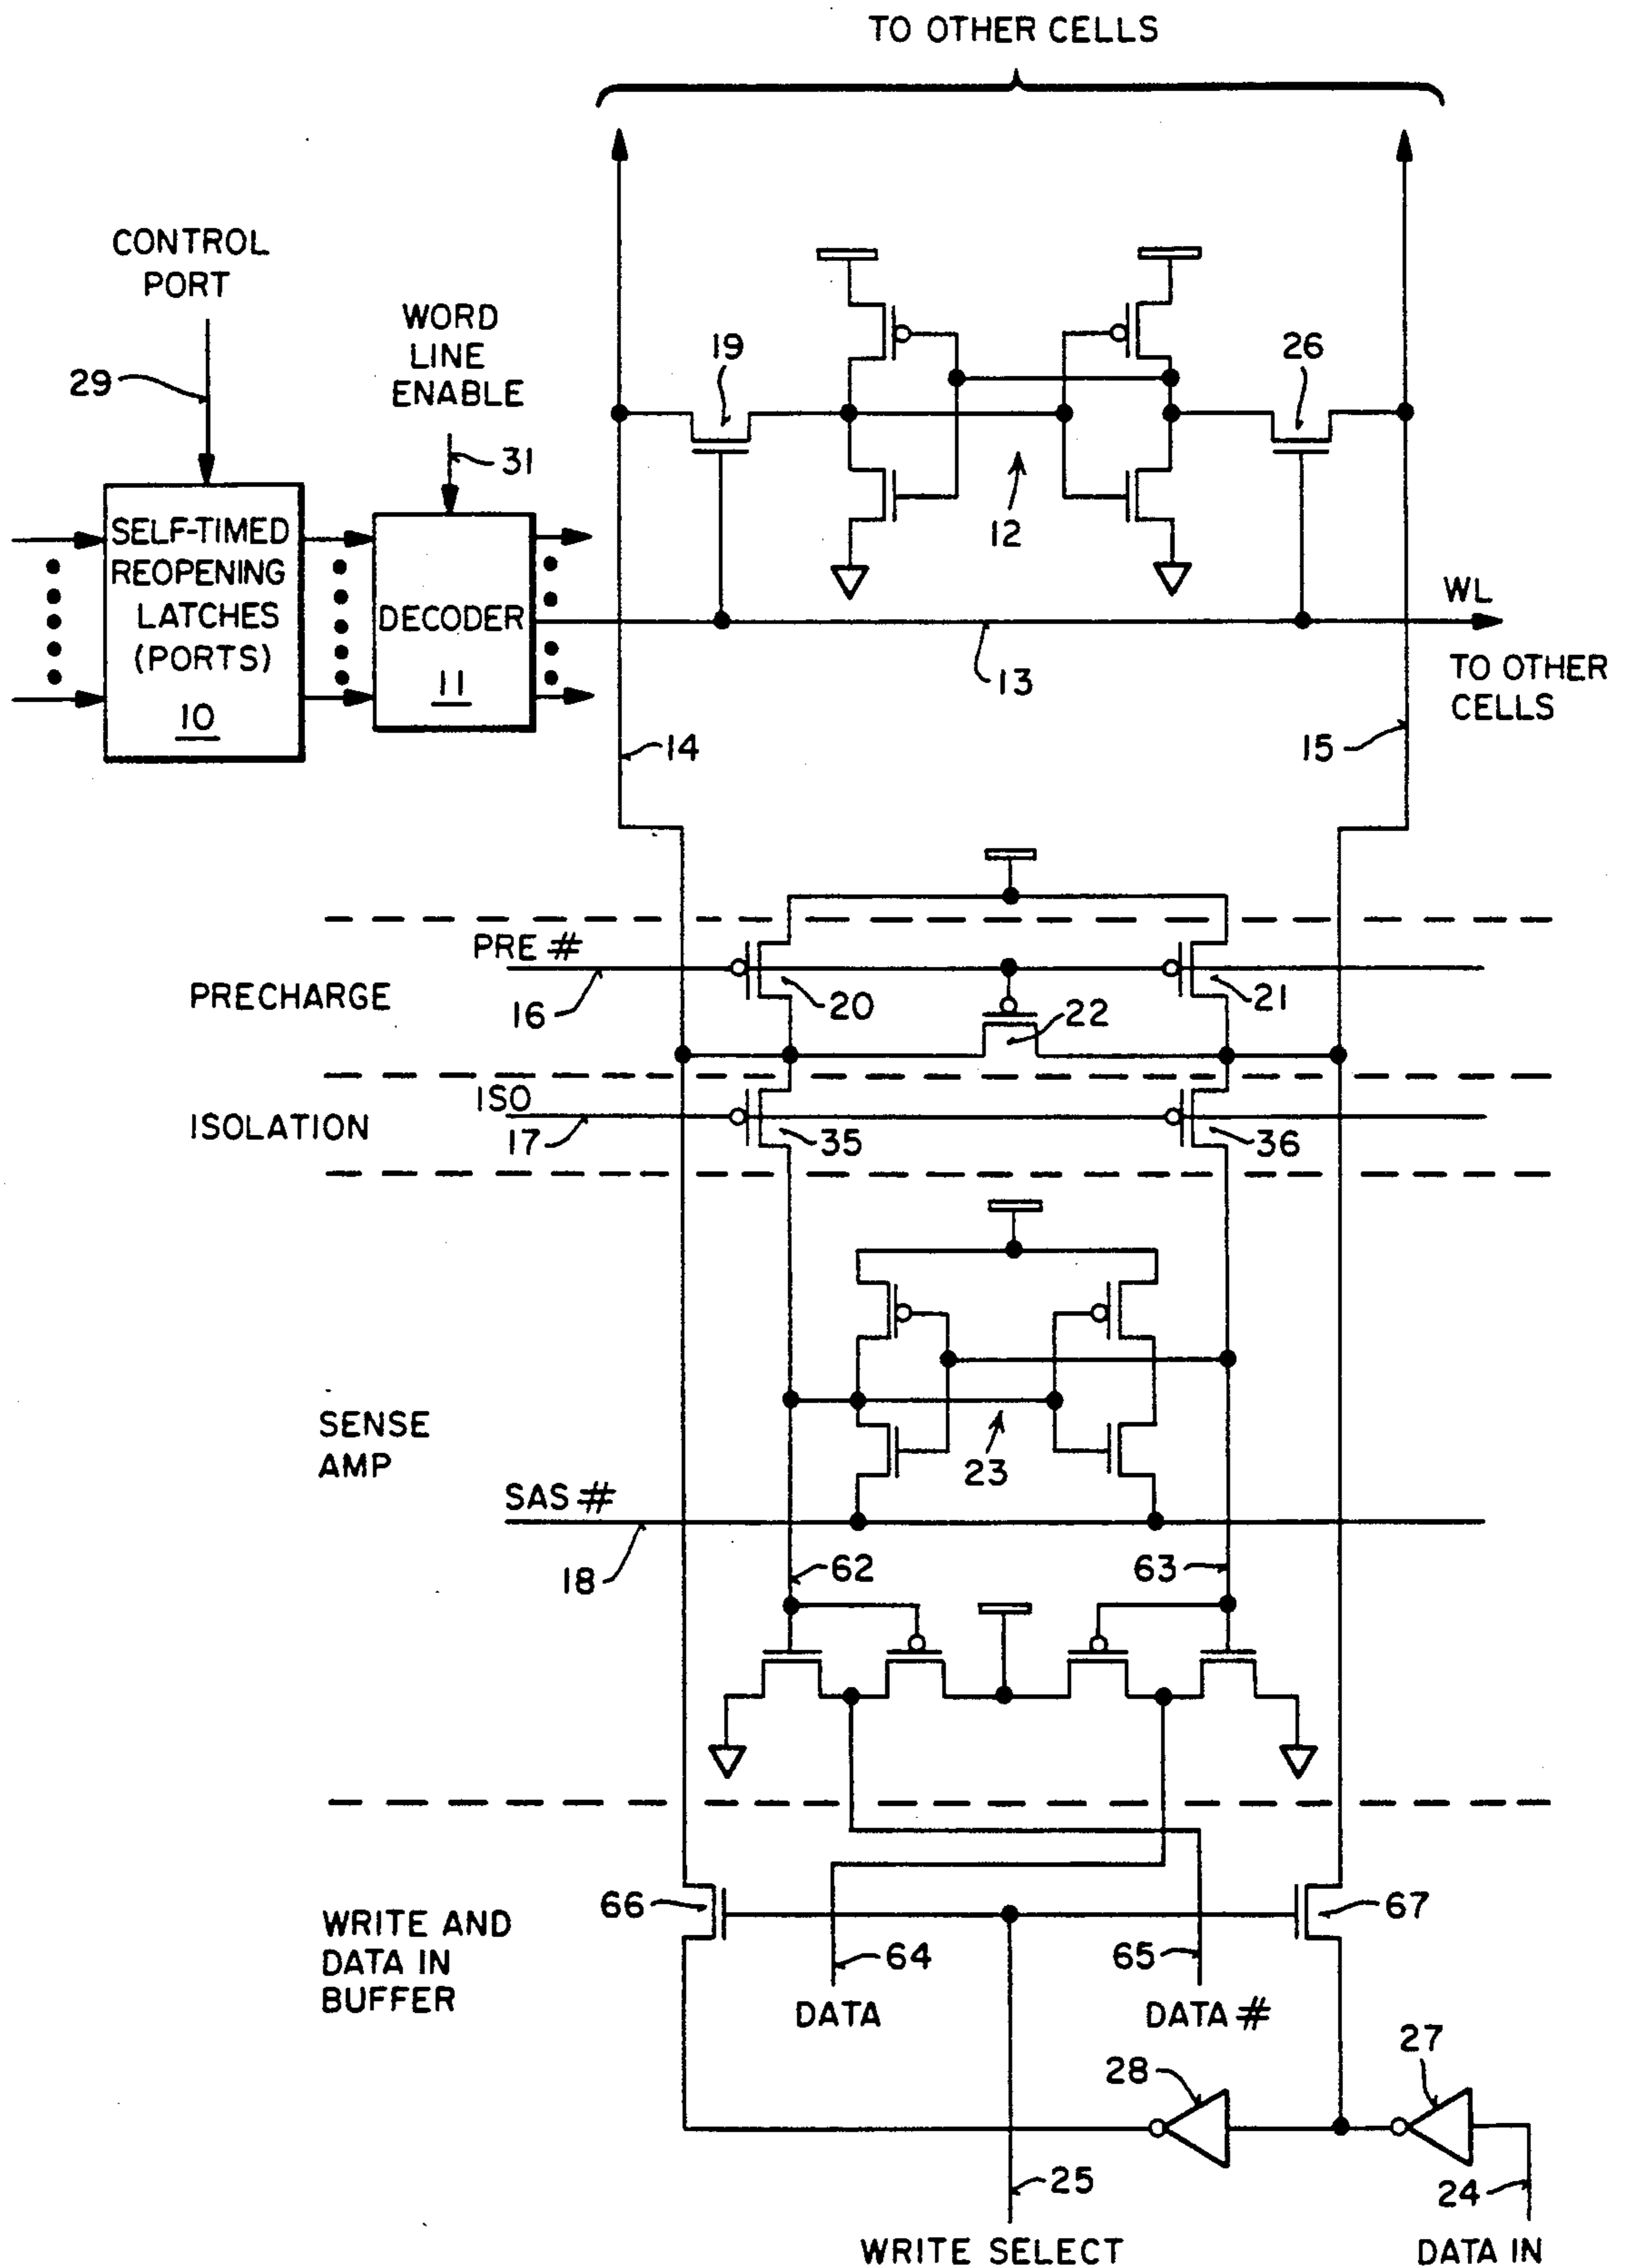 TO OTHER CELLS
CONTROL
PORT
29
WORD
LINE
ENABLE
31
19
26
12
SELF-TIMED
REOPENING
LATCHES
(PORTS)
10
DECODER
11
WL
13
TO OTHER
CELLS
14
15
PRE #
PRECHARGE
16
20
21
22
ISO
ISOLATION
17
35
36
SENSE
AMP
23
SAS #
18
62
63
66
67
WRITE AND
DATA IN
BUFFER
64
65
DATA
DATA #
27
28
25
24
WRITE SELECT
DATA IN